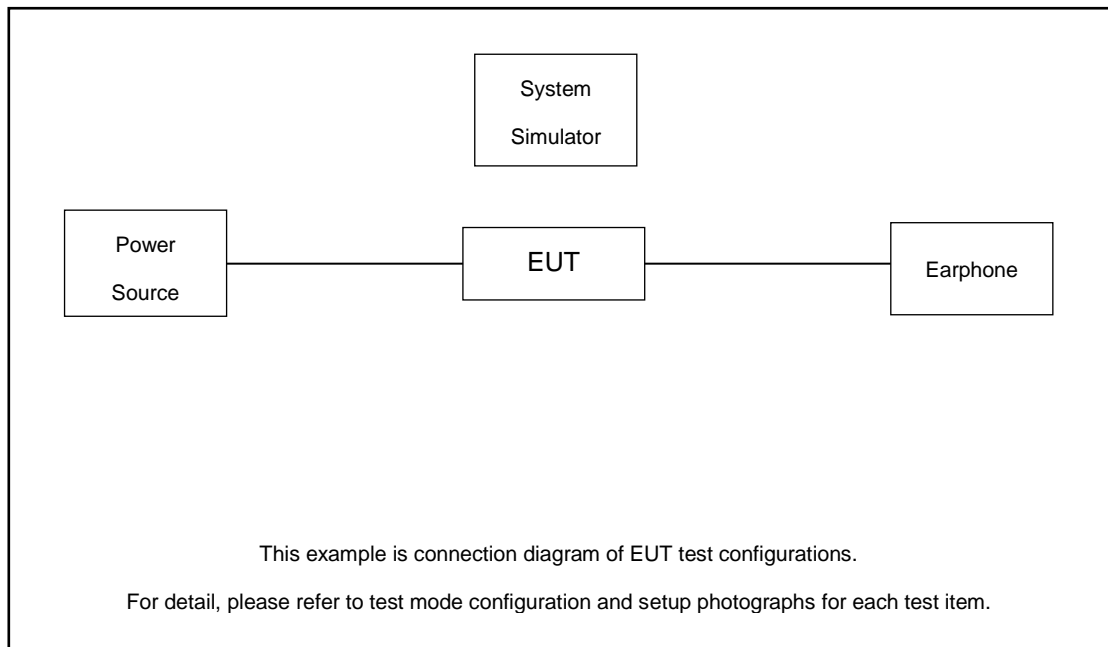 System
Simulator
Power
Source
EUT
Earphone
This example is connection diagram of EUT test configurations.
For detail, please refer to test mode configuration and setup photographs for each test item.